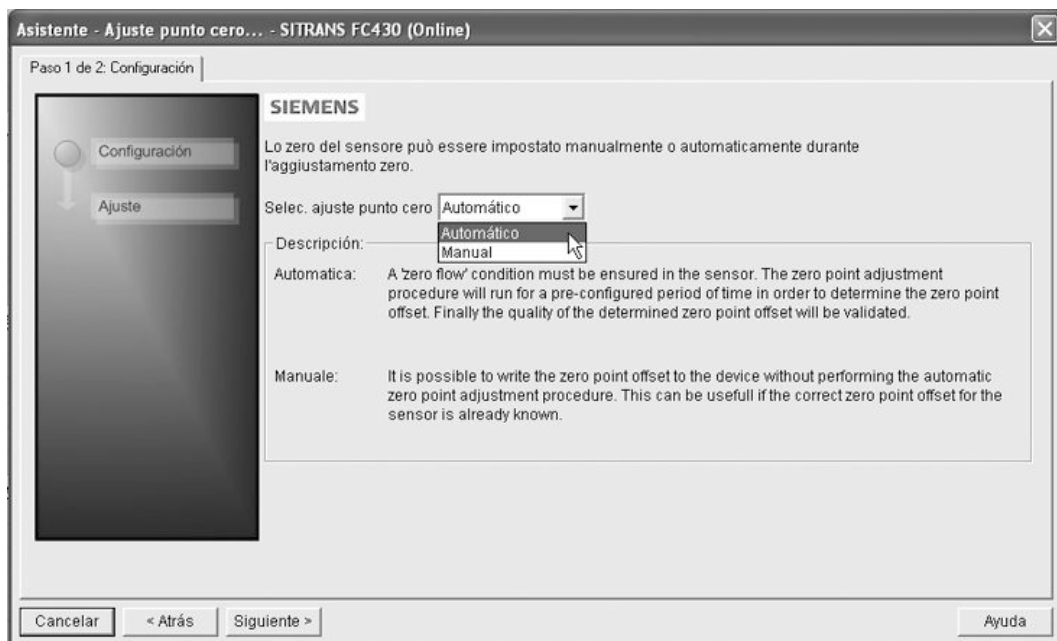 Asistente - Ajuste punto cero... - SITRANS FC430 (Online)
Paso 1 de 2: Configuración
SIEMENS
Configuración
Ajuste
Lo zero del sensore può essere impostato manualmente o automaticamente durante
l'aggiustamento zero.
Selec. ajuste punto cero Automático
Automático
Manual
Descripción:
Automatica: A 'zero flow' condition must be ensured in the sensor. The zero point adjustment
procedure will run for a pre-configured period of time in order to determine the zero point
offset. Finally the quality of the determined zero point offset will be validated.
Manuale: It is possible to write the zero point offset to the device without performing the automatic
zero point adjustment procedure. This can be usefull if the correct zero point offset for the
sensor is already known.
Cancelar < Atrás Siguiente > Ayuda